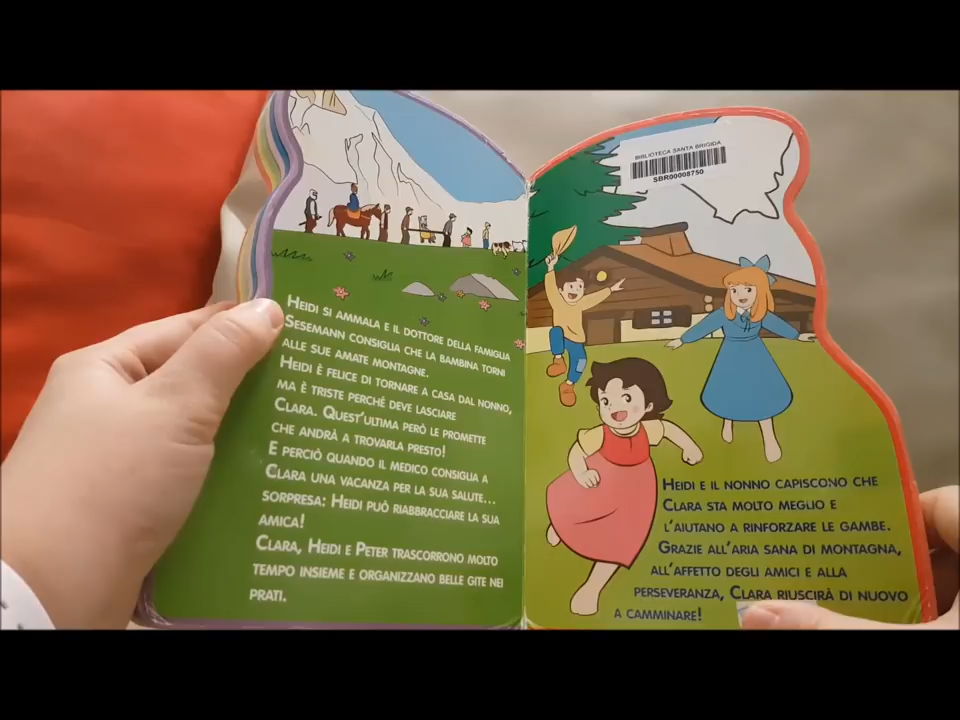 HEIDI SI AMMALA E IL DOTTORE DELLA FAMIGLIA
SESEMANN CONSIGLIA CHE LA BAMBINA TORNI
ALLE SUE AMATE MONTAGNE.
HEIDI È FELICE DI TORNARE A CASA DAL NONNO,
MA È TRISTE PERCHÉ DEVE LASCIARE
CLARA. QUEST'ULTIMA PERÒ LE PROMETTE
CHE ANDRÀ A TROVARLA PRESTO!
E PERCIÒ QUANDO IL MEDICO CONSIGLIA A
CLARA UNA VACANZA PER LA SUA SALUTE...
SORPRESA: HEIDI PUÒ RIABBRACCIARE LA SUA
AMICA!
CLARA, HEIDI E PETER TRASCORRONO MOLTO
TEMPO INSIEME E ORGANIZZANO BELLE GITE NEI
PRATI.
BIBLIOTECA SANTA BRIGIDA
SBR00008750
HEIDI E IL NONNO CAPISCONO CHE
CLARA STA MOLTO MEGLIO E
L'AIUTANO A RINFORZARE LE GAMBE.
GRAZIE ALL'ARIA SANA DI MONTAGNA,
ALL'AFFETTO DEGLI AMICI E ALLA
PERSEVERANZA, CLARA RIUSCIRÀ DI NUOVO
A CAMMINARE!